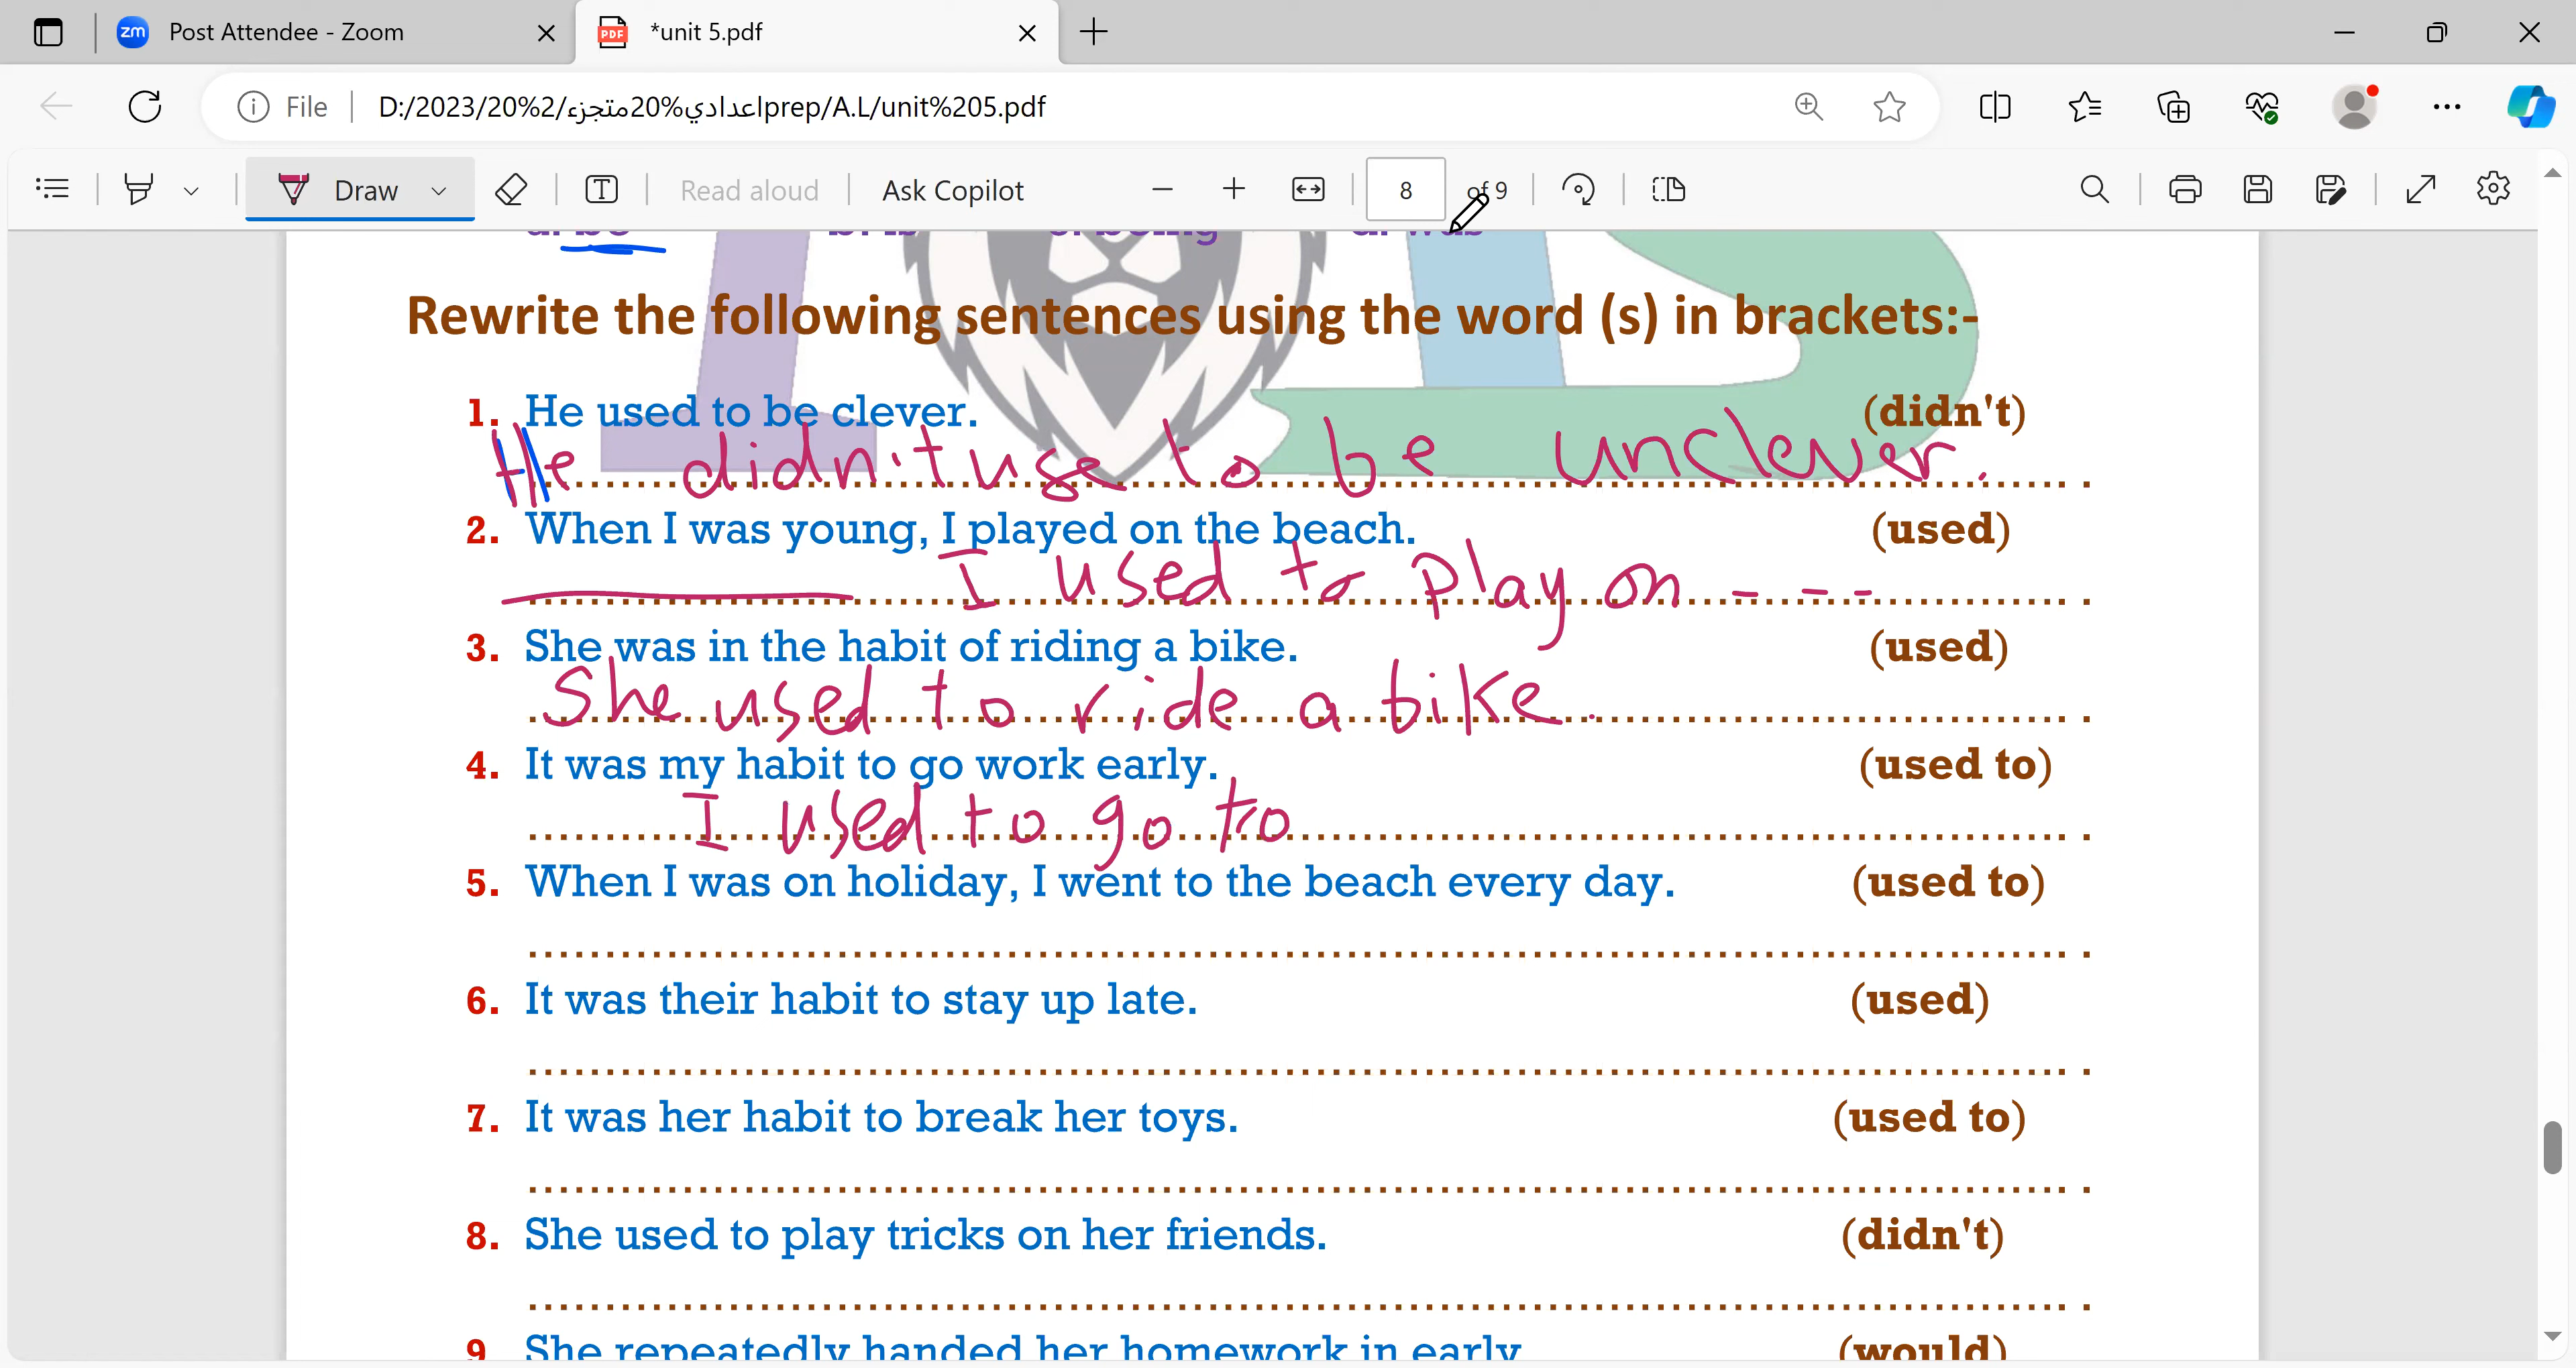 Post Attendee - Zoom
*unit 5.pdf
File D:/2023/20%2/اعدادي%20متجزء/prep/A.L/unit%205.pdf
Draw Read aloud Ask Copilot 8 of 9
Rewrite the following sentences using the word (s) in brackets:-
1. He used to be clever. (didn't)
He didn't use to be unclever.
2. When I was young, I played on the beach. (used)
I used to play on - - - -
3. She was in the habit of riding a bike. (used)
She used to ride a bike.
4. It was my habit to go work early. (used to)
I used to go to
5. When I was on holiday, I went to the beach every day. (used to)
6. It was their habit to stay up late. (used)
7. It was her habit to break her toys. (used to)
8. She used to play tricks on her friends. (didn't)
9 She repeatedly handed her homework in early (would)